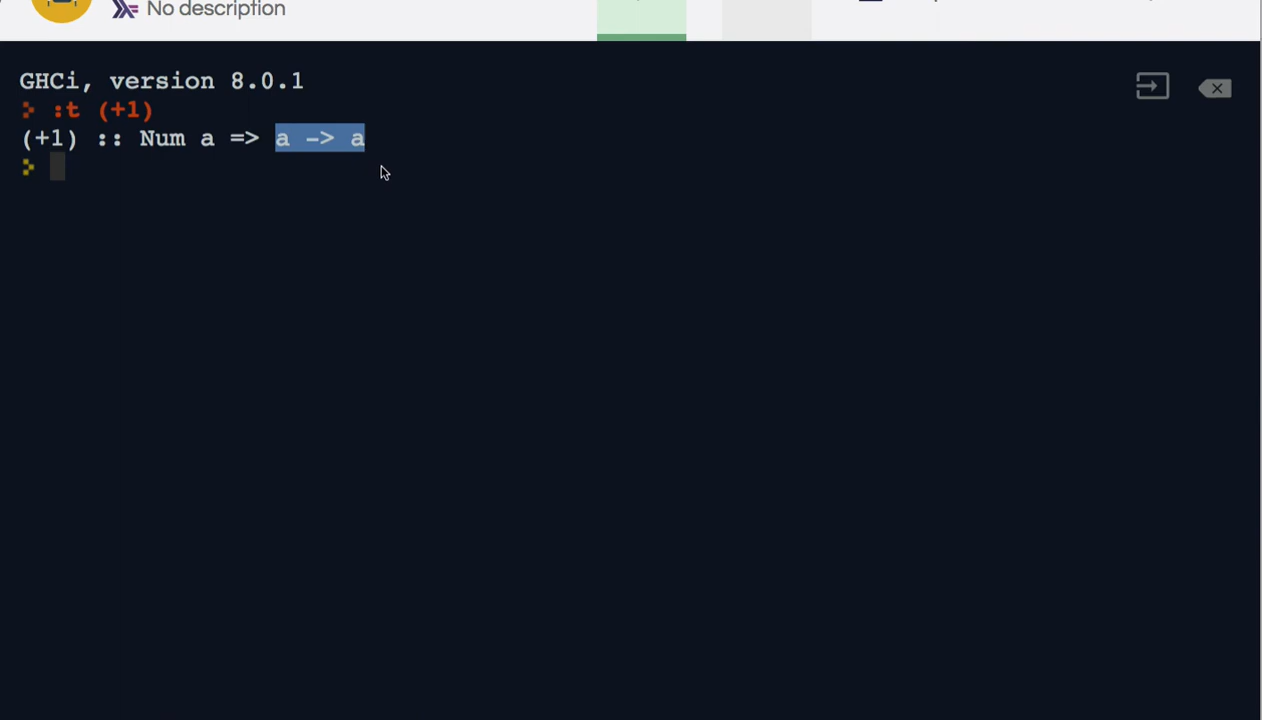 No description
GHCi, version 8.0.1
:t (+1)
(+1) :: Num a => a -> a